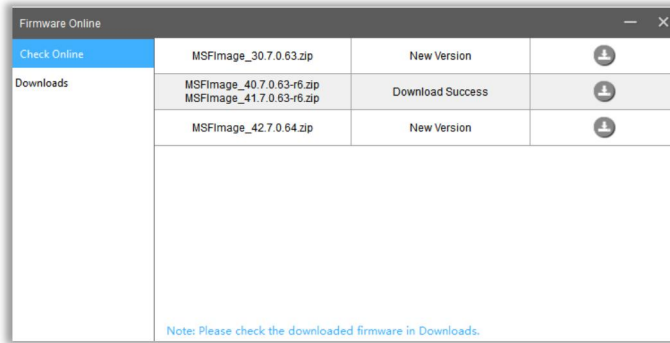 Firmware Online
Check Online
Downloads
MSFImage_30.7.0.63.zip New Version
MSFImage_40.7.0.63-r6.zip
MSFImage_41.7.0.63-r6.zip
Download Success
MSFImage_42.7.0.64.zip New Version
Note: Please check the downloaded firmware in Downloads.